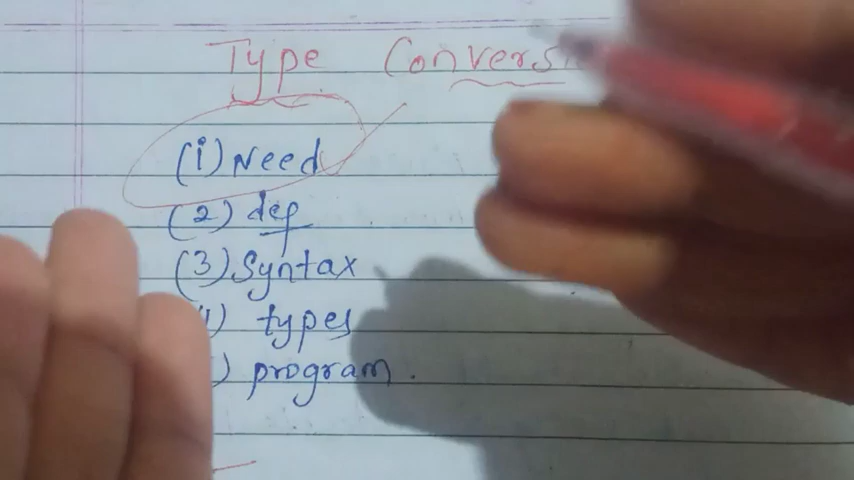 Type Convers
(i) Need
(2) def
(3) Syntax
) types
) program.